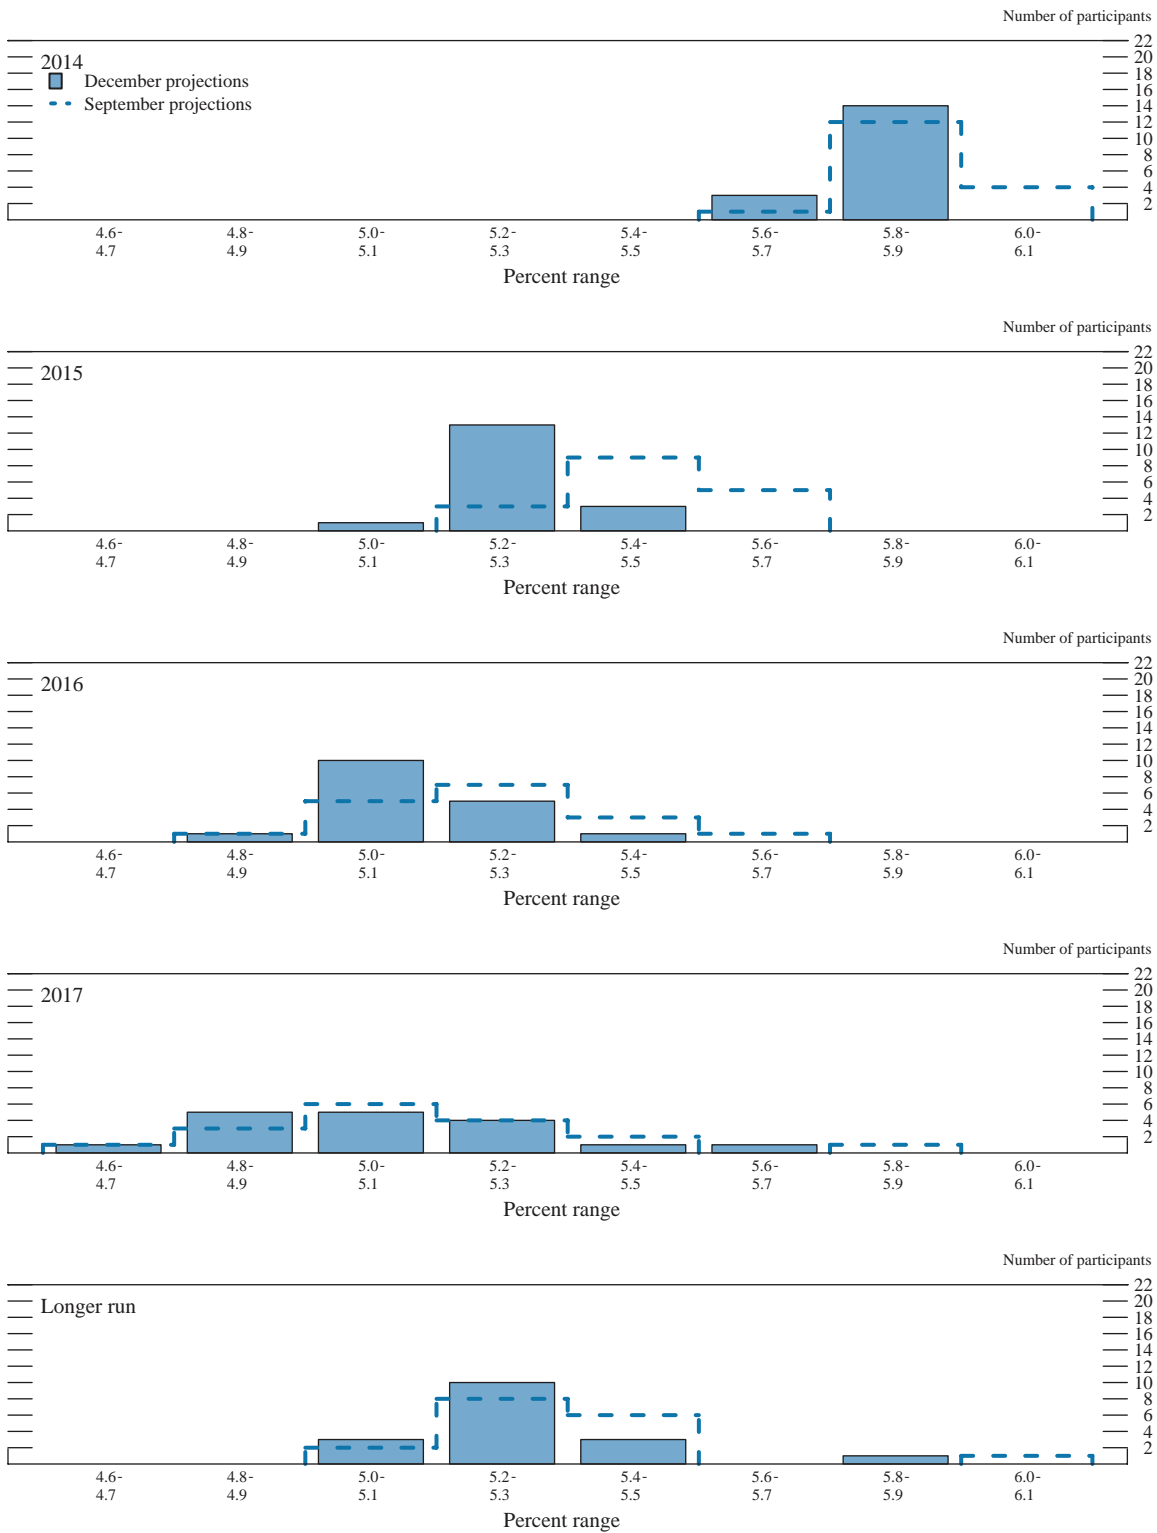 Number of participants
2014
December projections
September projections
22
20
18
16
14
12
10
8
6
4
2
4.6- 4.8- 5.0- 5.2- 5.4- 5.6- 5.8- 6.0-
4.7 4.9 5.1 5.3 5.5 5.7 5.9 6.1
Percent range
Number of participants
2015
22
20
18
16
14
12
10
8
6
4
2
4.6- 4.8- 5.0- 5.2- 5.4- 5.6- 5.8- 6.0-
4.7 4.9 5.1 5.3 5.5 5.7 5.9 6.1
Percent range
Number of participants
2016
22
20
18
16
14
12
10
8
6
4
2
4.6- 4.8- 5.0- 5.2- 5.4- 5.6- 5.8- 6.0-
4.7 4.9 5.1 5.3 5.5 5.7 5.9 6.1
Percent range
Number of participants
2017
22
20
18
16
14
12
10
8
6
4
2
4.6- 4.8- 5.0- 5.2- 5.4- 5.6- 5.8- 6.0-
4.7 4.9 5.1 5.3 5.5 5.7 5.9 6.1
Percent range
Number of participants
Longer run
22
20
18
16
14
12
10
8
6
4
2
4.6- 4.8- 5.0- 5.2- 5.4- 5.6- 5.8- 6.0-
4.7 4.9 5.1 5.3 5.5 5.7 5.9 6.1
Percent range